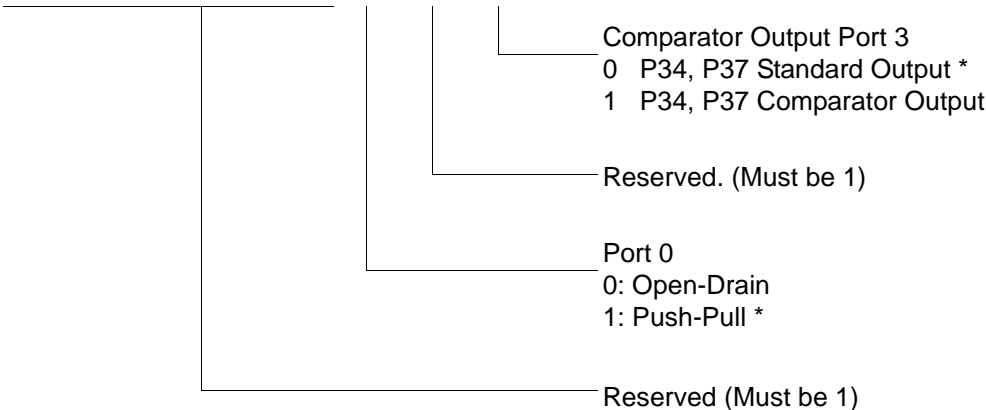 Comparator Output Port 3
0 P34, P37 Standard Output *
1 P34, P37 Comparator Output
Reserved. (Must be 1)
Port 0
0: Open-Drain
1: Push-Pull *
Reserved (Must be 1)